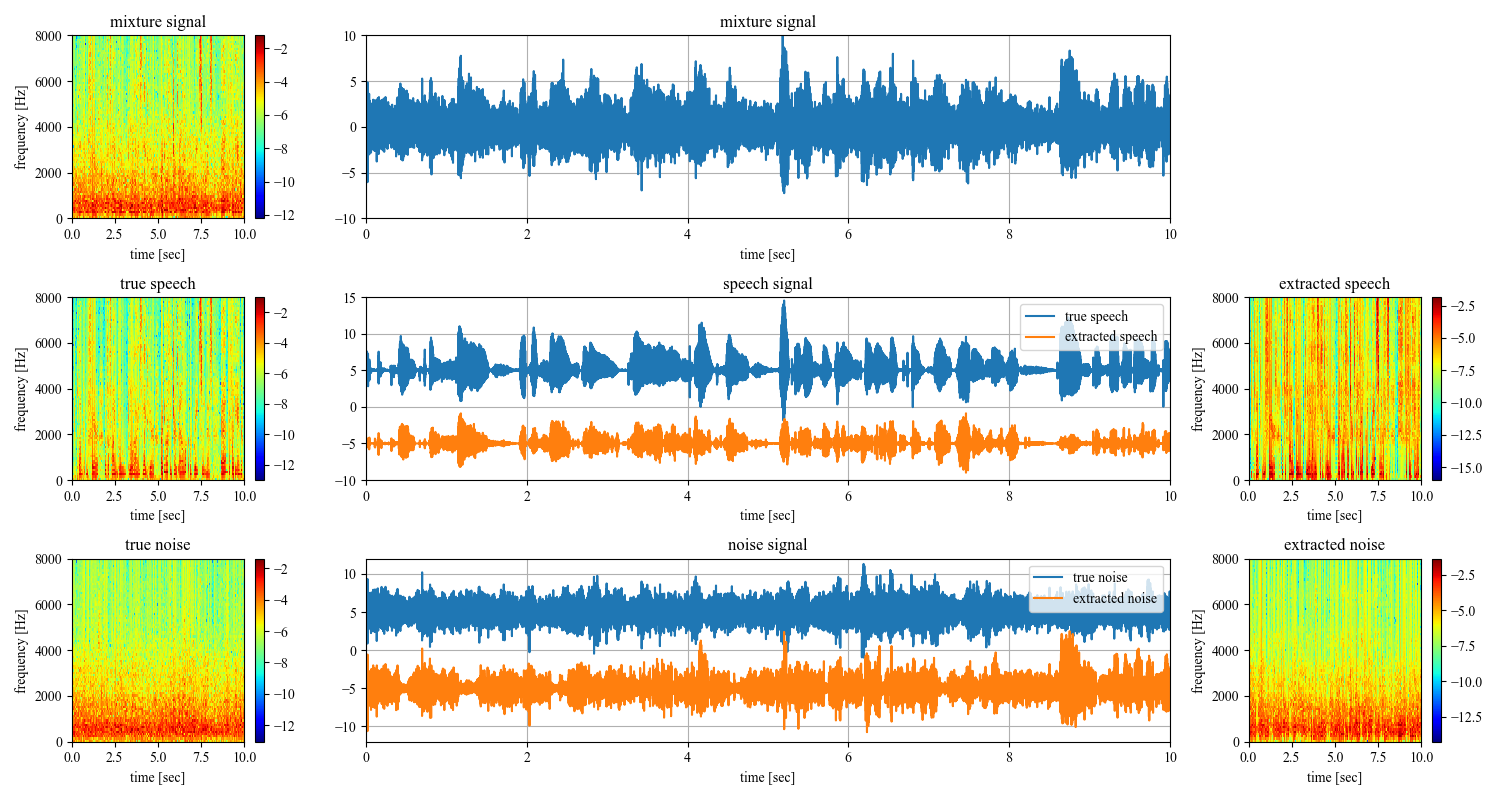 mixture signal
8000
6000
4000
2000
0
frequency [Hz]
0.0 2.5 5.0 7.5 10.0
time [sec]
−2
−4
−6
−8
−10
−12
mixture signal
10
5
0
−5
−10
0 2 4 6 8 10
time [sec]
true speech
8000
6000
4000
2000
0
frequency [Hz]
0.0 2.5 5.0 7.5 10.0
time [sec]
−2
−4
−6
−8
−10
−12
speech signal
15
10
5
0
−5
−10
0 2 4 6 8 10
time [sec]
true speech
extracted speech
extracted speech
8000
6000
4000
2000
0
frequency [Hz]
0.0 2.5 5.0 7.5 10.0
time [sec]
−2.5
−5.0
−7.5
−10.0
−12.5
−15.0
true noise
8000
6000
4000
2000
0
frequency [Hz]
0.0 2.5 5.0 7.5 10.0
time [sec]
−2
−4
−6
−8
−10
−12
noise signal
10
5
0
−5
−10
0 2 4 6 8 10
time [sec]
true noise
extracted noise
extracted noise
8000
6000
4000
2000
0
frequency [Hz]
0.0 2.5 5.0 7.5 10.0
time [sec]
−2.5
−5.0
−7.5
−10.0
−12.5